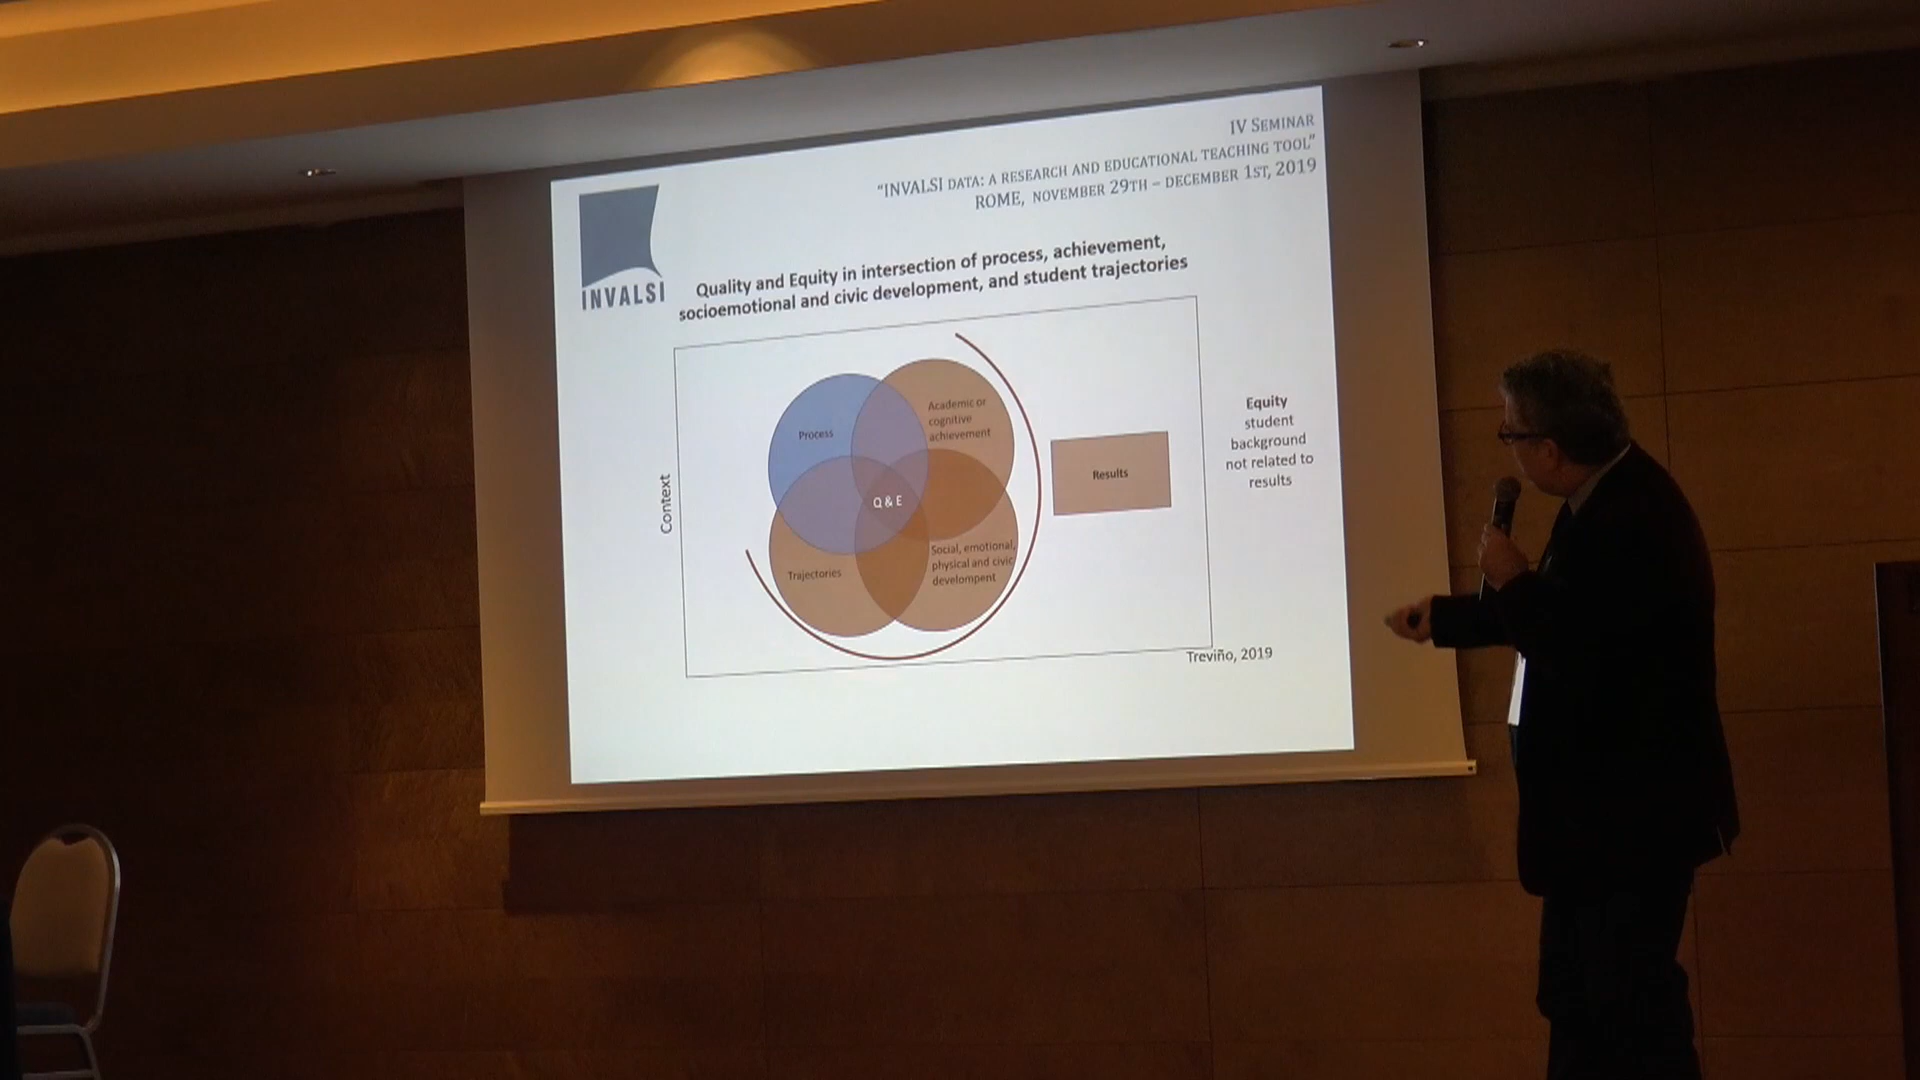 IV SEMINAR
"INVALSI DATA: A RESEARCH AND EDUCATIONAL TEACHING TOOL"
ROME, NOVEMBER 29TH – DECEMBER 1ST, 2019
INVALSI
Quality and Equity in intersection of process, achievement,
socioemotional and civic development, and student trajectories
Context
Process
Academic or
cognitive
achievement
Q & E
Trajectories
Social, emotional,
physical and civic
develompent
Results
Equity
student
background
not related to
results
Treviño, 2019